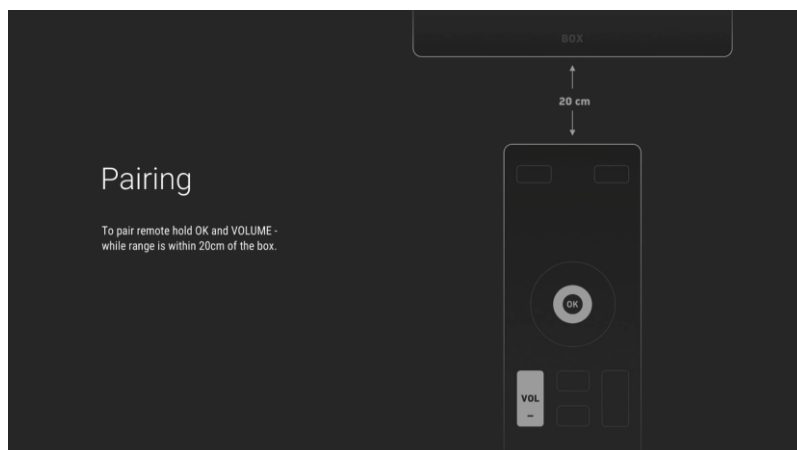 BOX
20 cm
Pairing
To pair remote hold OK and VOLUME -
while range is within 20cm of the box.
OK
VOL
–